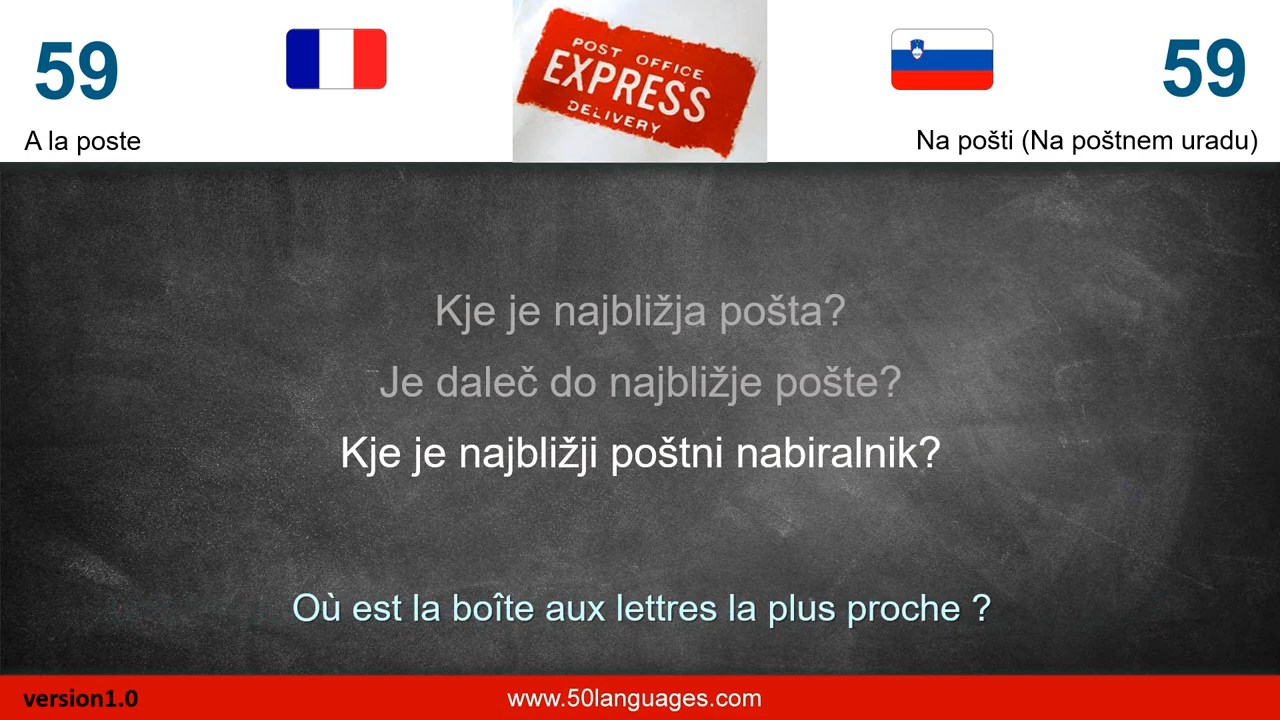 59
59
A la poste
POST OFFICE
EXPRESS
DELIVERY
Na pošti (Na poštnem uradu)
Kje je najbližja pošta?
Je daleč do najbližje pošte?
Kje je najbližji poštni nabiralnik?
Où est la boîte aux lettres la plus proche ?
version1.0
www.50languages.com